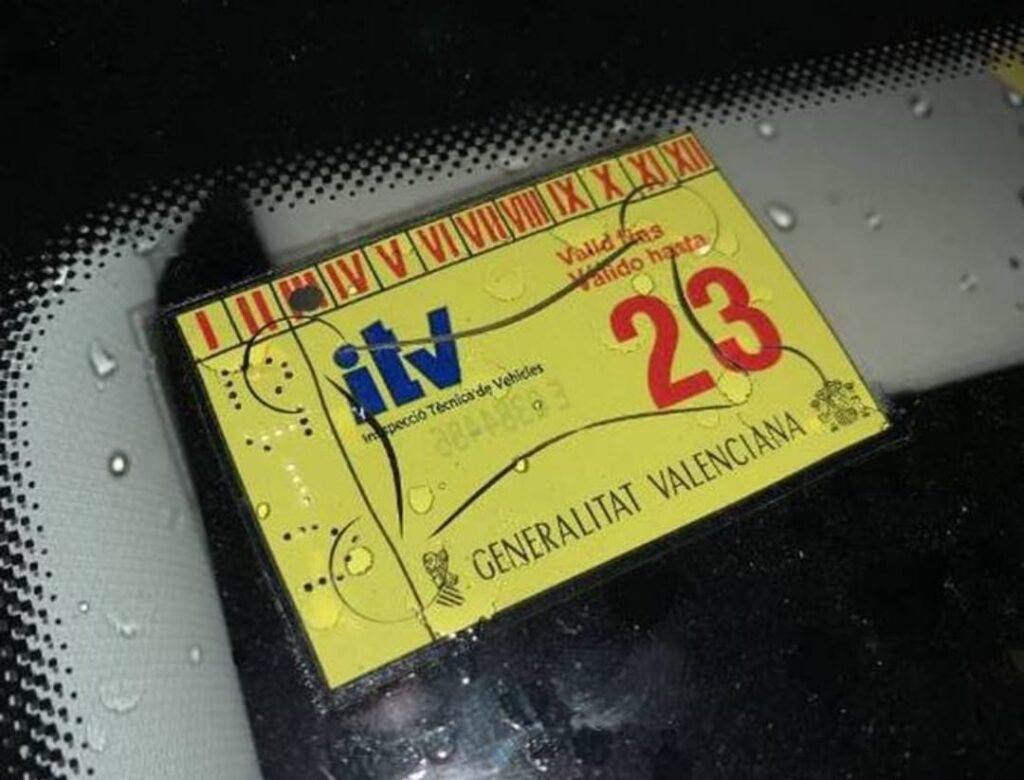 I II III IV V VI VII VIII IX X XI XII
Vàlid fins
Válido hasta
23
itv
Inspecció Tècnica de Vehicles
GENERALITAT VALENCIANA